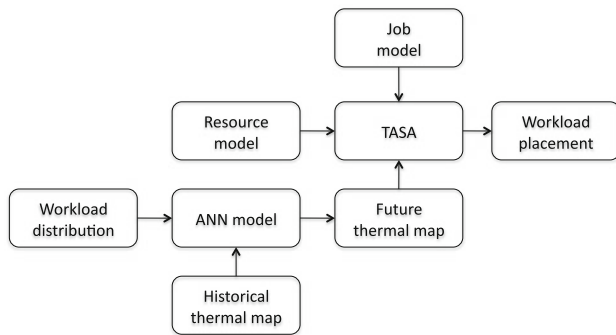 Job
model
Resource
model
TASA
Workload
placement
Workload
distribution
ANN model
Future
thermal map
Historical
thermal map